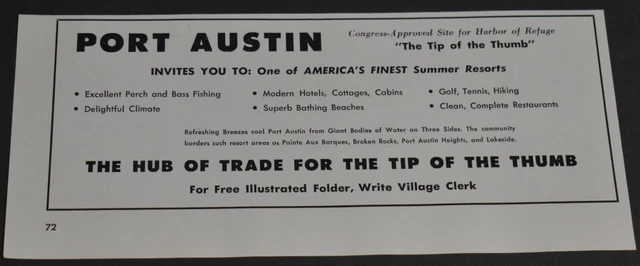 PORT AUSTIN
Congress-Approved Site for Harbor of Refuge
"The Tip of the Thumb"
INVITES YOU TO: One of AMERICA'S FINEST Summer Resorts
• Excellent Perch and Bass Fishing
• Delightful Climate
• Modern Hotels, Cottages, Cabins
• Superb Bathing Beaches
• Golf, Tennis, Hiking
• Clean, Complete Restaurants
Refreshing Breezes cool Port Austin from Giant Bodies of Water on Three Sides. The community
borders such resort areas as Pointe Aux Barques, Broken Rocks, Port Austin Heights, and Lakeside.
THE HUB OF TRADE FOR THE TIP OF THE THUMB
For Free Illustrated Folder, Write Village Clerk
72